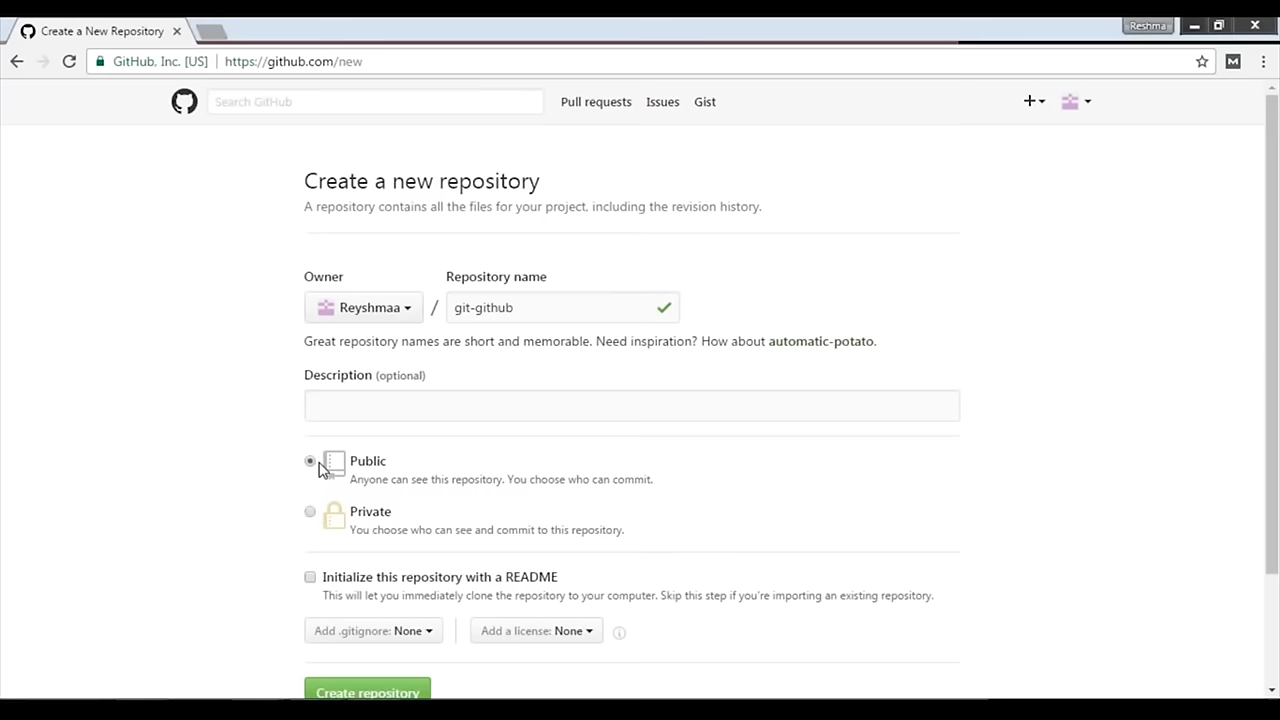 Create a New Repository
Reshma
GitHub, Inc. [US] https://github.com/new
Search GitHub Pull requests Issues Gist
Create a new repository
A repository contains all the files for your project, including the revision history.
Owner Repository name
Reyshmaa / git-github
Great repository names are short and memorable. Need inspiration? How about automatic-potato.
Description (optional)
Public
Anyone can see this repository. You choose who can commit.
Private
You choose who can see and commit to this repository.
Initialize this repository with a README
This will let you immediately clone the repository to your computer. Skip this step if you're importing an existing repository.
Add .gitignore: None Add a license: None
Create repository